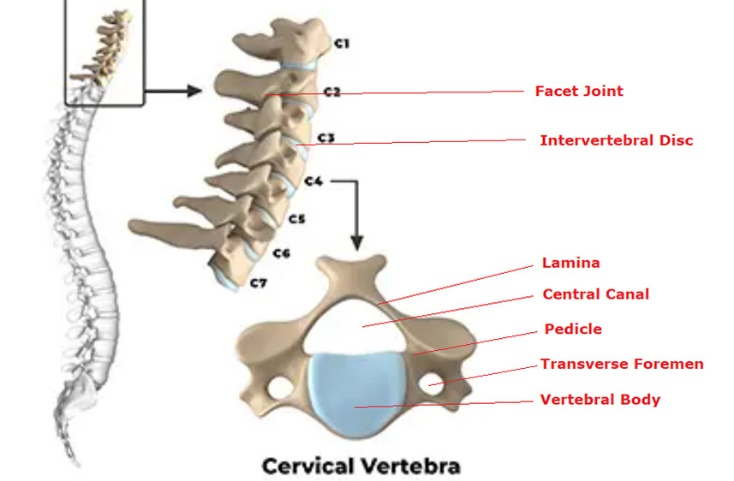 C1
C2
Facet Joint
C3
Intervertebral Disc
C4
C5
C6
C7
Lamina
Central Canal
Pedicle
Transverse Foremen
Vertebral Body
Cervical Vertebra